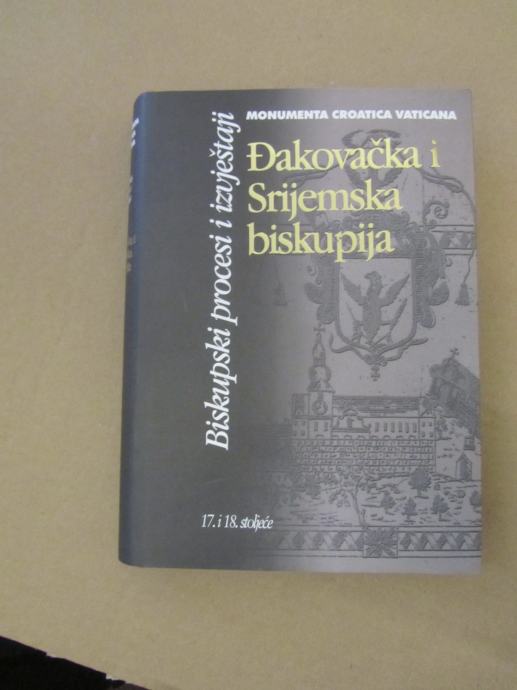 MONUMENTA CROATICA VATICANA
Đakovačka i
Srijemska
biskupija
Biskupski procesi i izvještaji
17. i 18. stoljeće